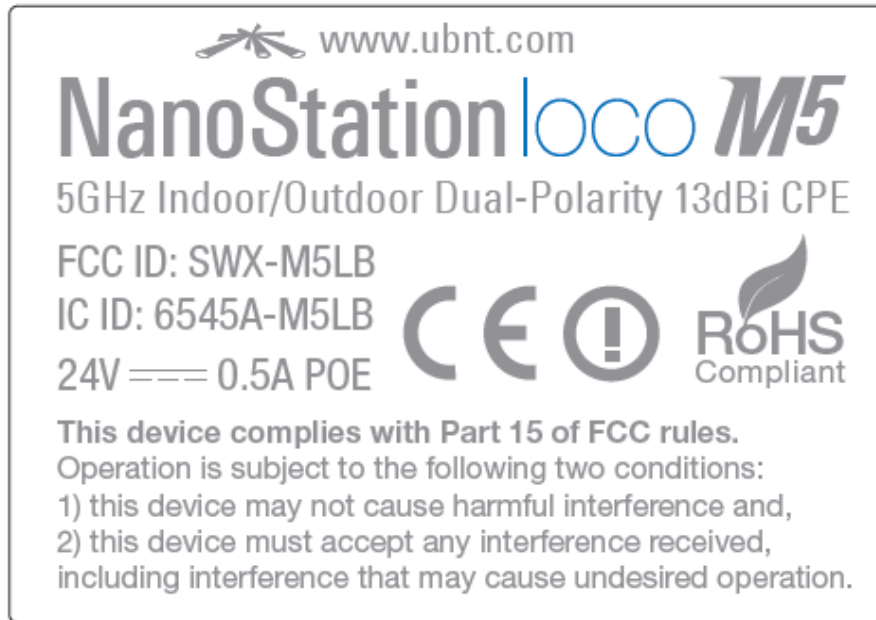 www.ubnt.com
NanoStation loco M5
5GHz Indoor/Outdoor Dual-Polarity 13dBi CPE
FCC ID: SWX-M5LB
IC ID: 6545A-M5LB
24V 0.5A POE
CE
RoHS
Compliant
This device complies with Part 15 of FCC rules.
Operation is subject to the following two conditions:
1) this device may not cause harmful interference and,
2) this device must accept any interference received,
including interference that may cause undesired operation.